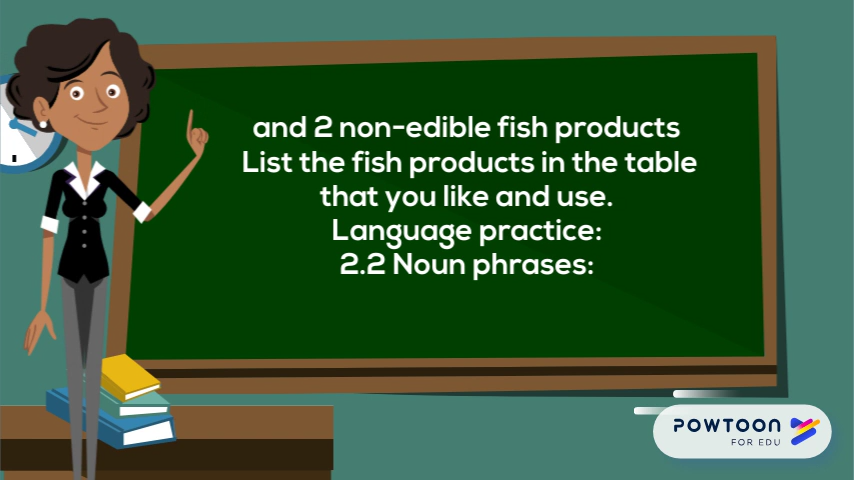 and 2 non-edible fish products
List the fish products in the table
that you like and use.
Language practice:
2.2 Noun phrases:
POWTOON
FOR EDU